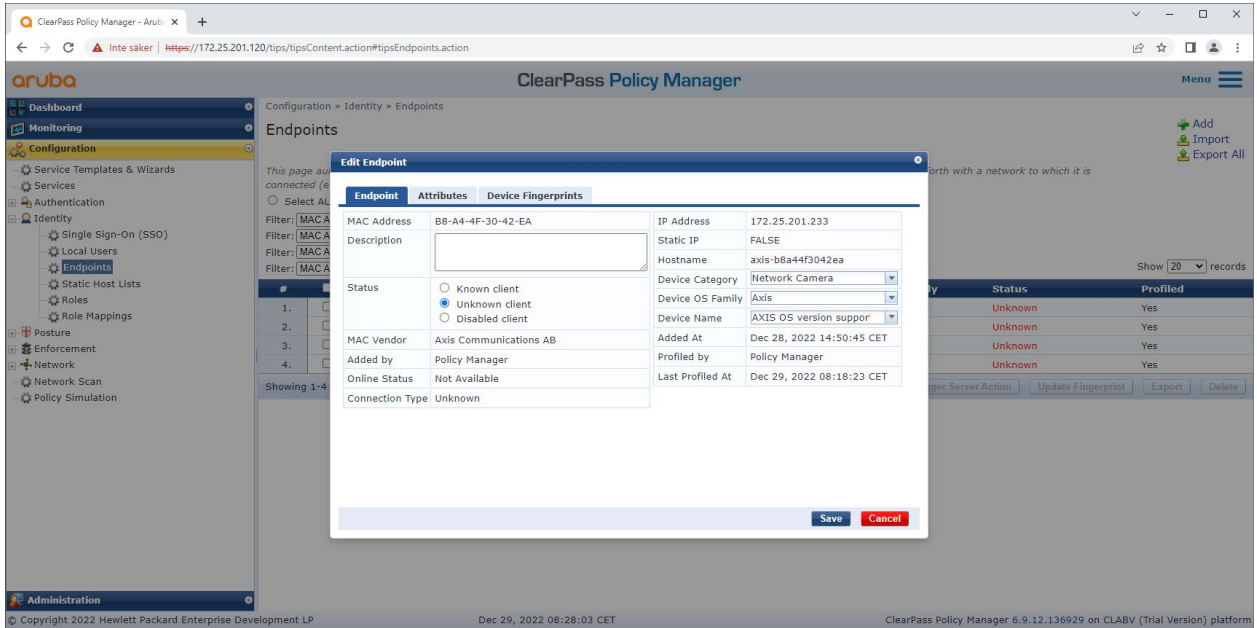 ClearPass Policy Manager - Arub
Inte säker | https://172.25.201.120/tips/tipsContent.action#tipsEndpoints.action
aruba
ClearPass Policy Manager
Menu
Dashboard
Monitoring
Configuration
Service Templates & Wizards
Services
Authentication
Identity
Single Sign-On (SSO)
Local Users
Endpoints
Static Host Lists
Roles
Role Mappings
Posture
Enforcement
Network
Network Scan
Policy Simulation
Administration
Configuration » Identity » Endpoints
Endpoints
Add
Import
Export All
This page au
orth with a network to which it is
connected (e
Select AL
Filter: MAC A
Filter: MAC A
Filter: MAC A
Filter: MAC A
Show 20 records
# Status Profiled
1. Unknown Yes
2. Unknown Yes
3. Unknown Yes
4. Unknown Yes
Showing 1-4
Server Action Update Fingerprint Export Delete
Edit Endpoint
Endpoint Attributes Device Fingerprints
MAC Address B8-A4-4F-30-42-EA
Description
Status
Known client
Unknown client
Disabled client
MAC Vendor Axis Communications AB
Added by Policy Manager
Online Status Not Available
Connection Type Unknown
IP Address 172.25.201.233
Static IP FALSE
Hostname axis-b8a44f3042ea
Device Category Network Camera
Device OS Family Axis
Device Name AXIS OS version suppor
Added At Dec 28, 2022 14:50:45 CET
Profiled by Policy Manager
Last Profiled At Dec 29, 2022 08:18:23 CET
Save Cancel
© Copyright 2022 Hewlett Packard Enterprise Development LP
Dec 29, 2022 08:28:03 CET
ClearPass Policy Manager 6.9.12.136929 on CLABV (Trial Version) platform